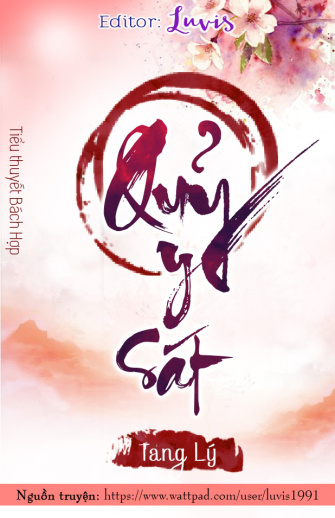 Editor: Luvis
Tiểu thuyết Bách Hợp
Quỷ
y
sát
Tang Lý
Nguồn truyện: https://www.wattpad.com/user/luvis1991